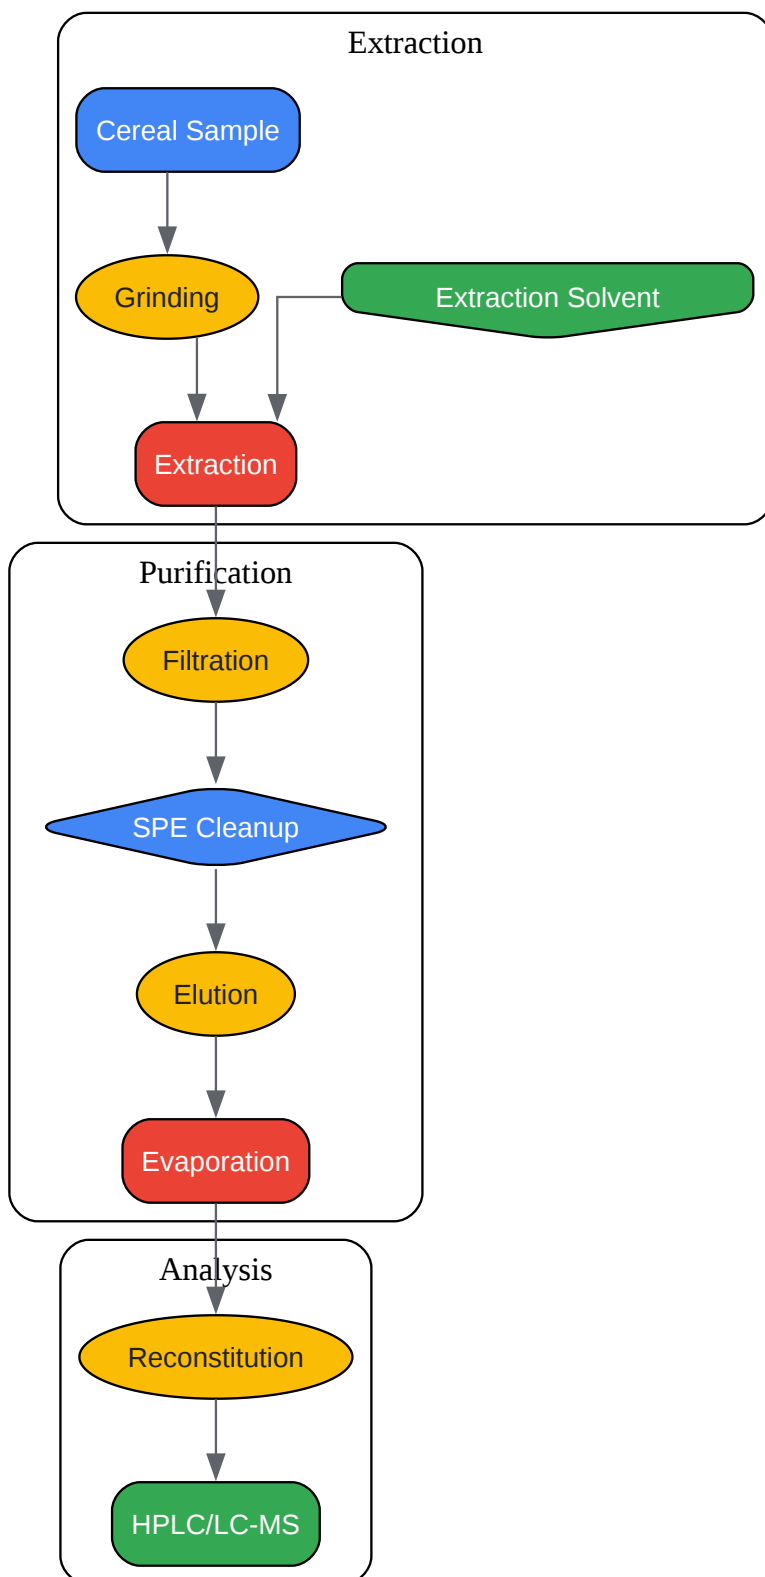 Extraction
Cereal Sample
Grinding
Extraction Solvent
Extraction
Purification
Filtration
SPE Cleanup
Elution
Evaporation
Analysis
Reconstitution
HPLC/LC-MS